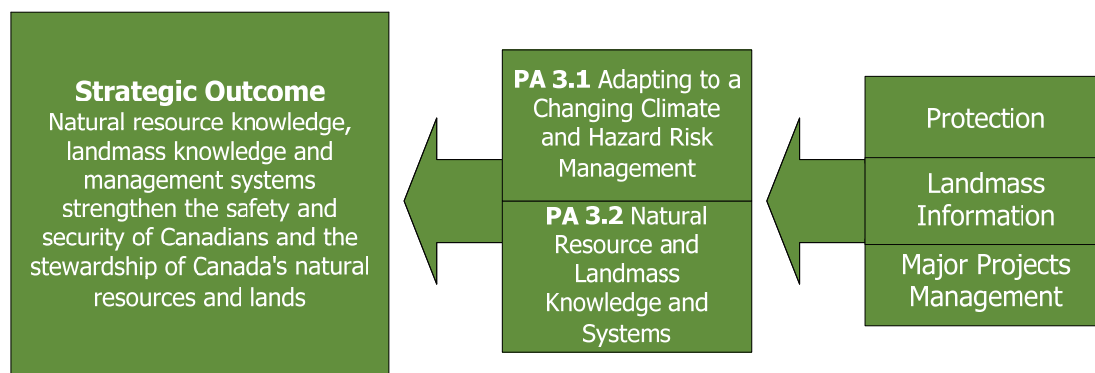 Strategic Outcome
Natural resource knowledge,
landmass knowledge and
management systems
strengthen the safety and
security of Canadians and the
stewardship of Canada's natural
resources and lands
PA 3.1 Adapting to a
Changing Climate
and Hazard Risk
Management
PA 3.2 Natural
Resource and
Landmass
Knowledge and
Systems
Protection
Landmass
Information
Major Projects
Management